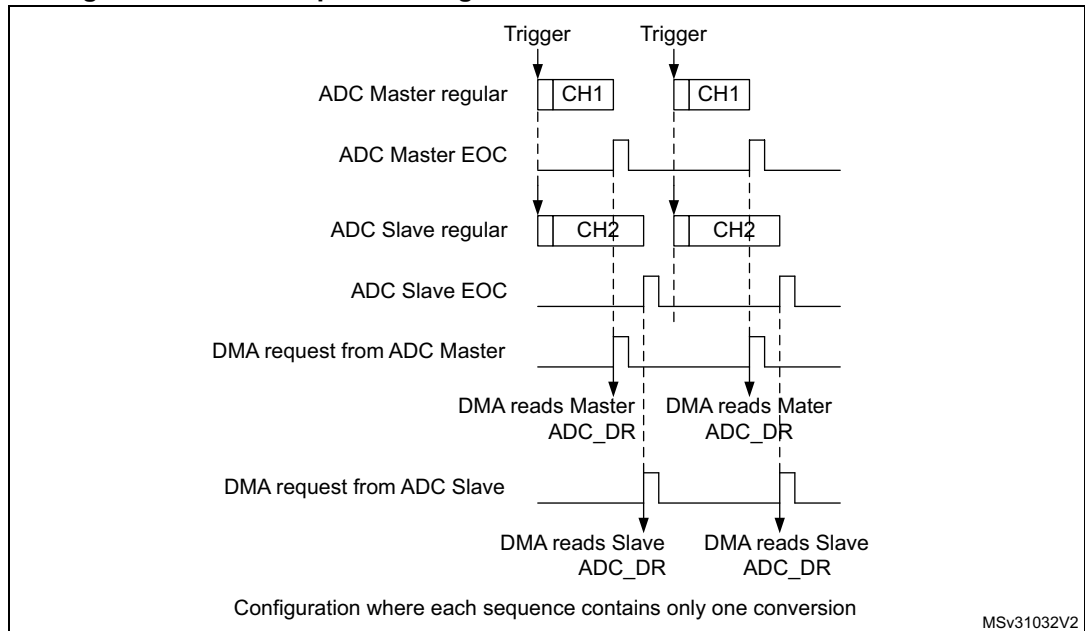 Trigger Trigger
ADC Master regular CH1 CH1
ADC Master EOC
ADC Slave regular CH2 CH2
ADC Slave EOC
DMA request from ADC Master
DMA reads Master DMA reads Mater
ADC_DR ADC_DR
DMA request from ADC Slave
DMA reads Slave DMA reads Slave
ADC_DR ADC_DR
Configuration where each sequence contains only one conversion
MSv31032V2